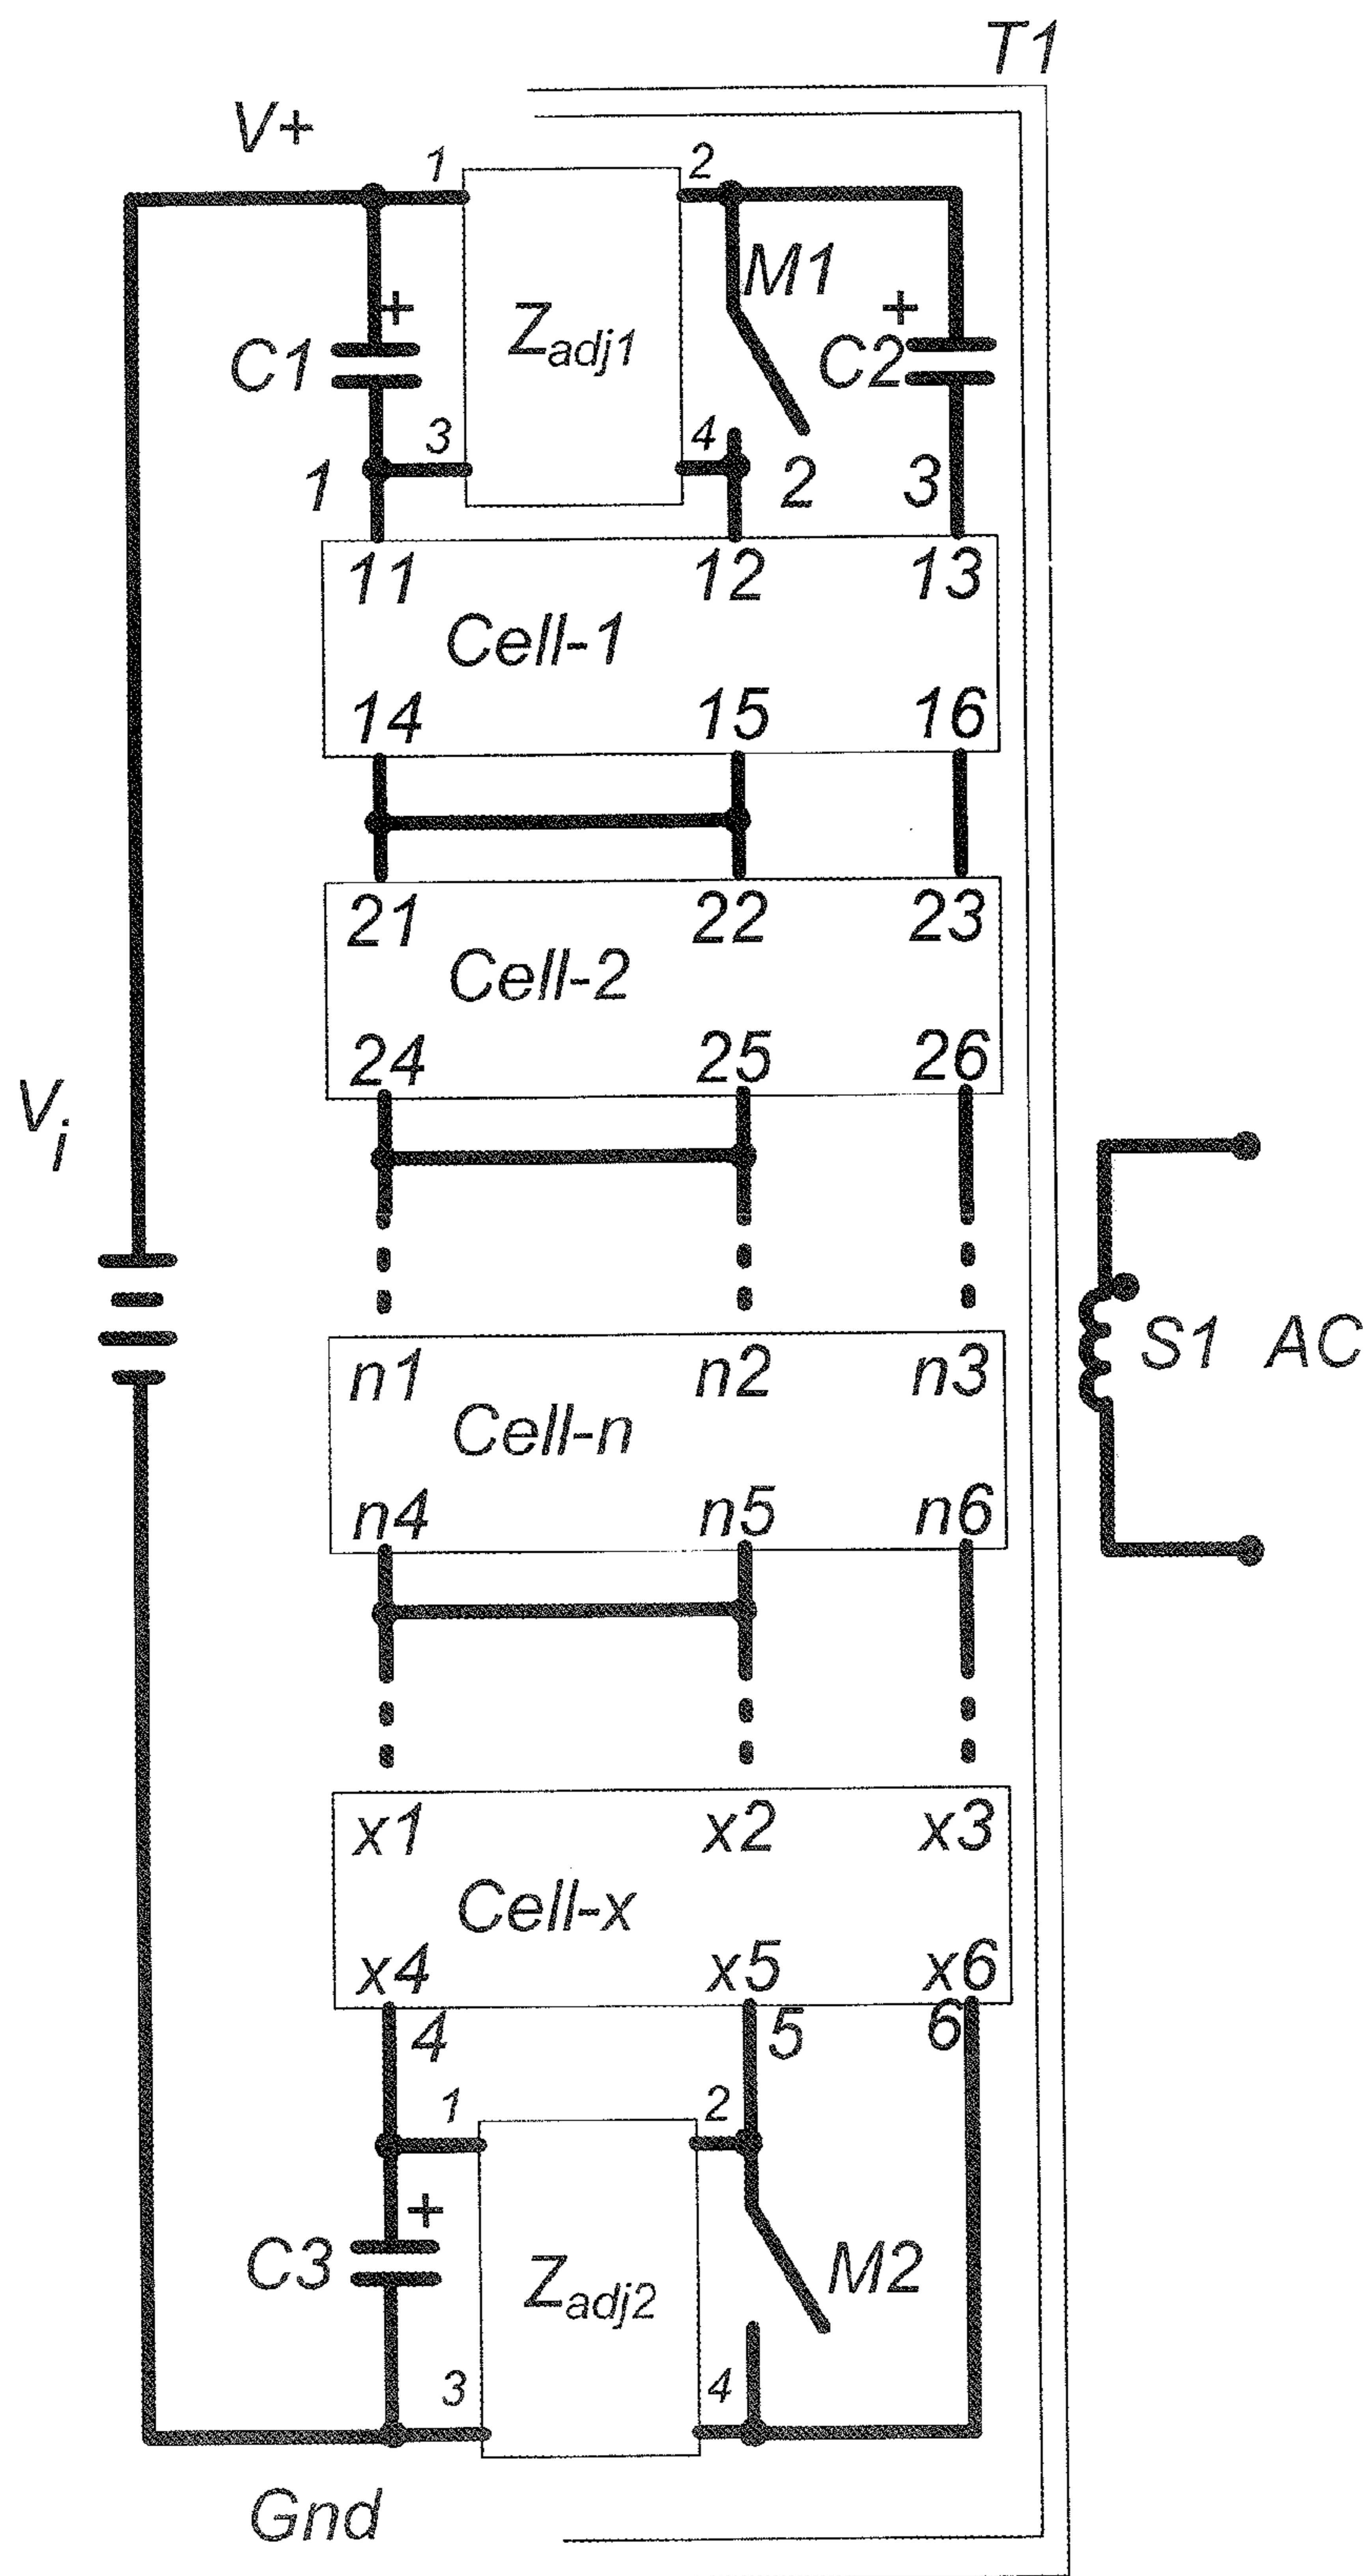 T1
V+
1 2
M1
+ +
C1 Zadj1 C2
3 4
1 2 3
11 12 13
Cell-1
14 15 16
21 22 23
Cell-2
24 25 26
Vi
n1 n2 n3
S1 AC
Cell-n
n4 n5 n6
x1 x2 x3
Cell-x
x4 x5 x6
4 5 6
1 2
+
C3 Zadj2 M2
3 4
Gnd